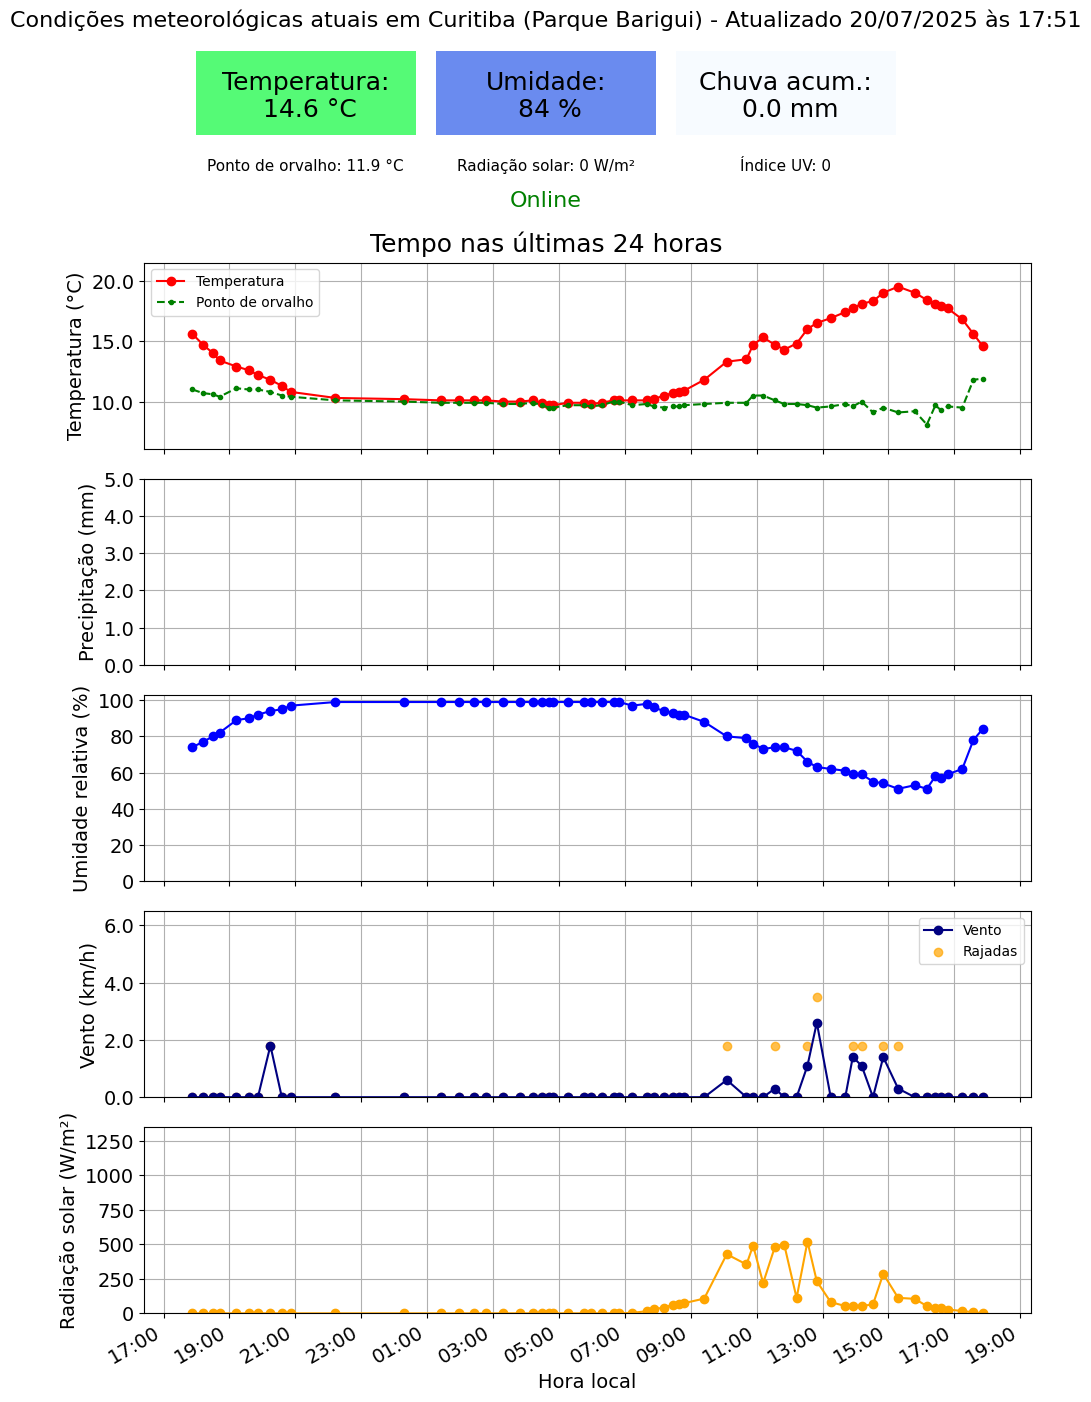 Condições meteorológicas atuais em Curitiba (Parque Barigui) - Atualizado 20/07/2025 às 17:51
Temperatura:
14.6 °C
Umidade:
84 %
Chuva acum.:
0.0 mm
Ponto de orvalho: 11.9 °C
Radiação solar: 0 W/m²
Índice UV: 0
Online
Tempo nas últimas 24 horas
Temperatura (°C)
20.0
15.0
10.0
Temperatura
Ponto de orvalho
Precipitação (mm)
5.0
4.0
3.0
2.0
1.0
0.0
Umidade relativa (%)
100
80
60
40
20
0
Vento (km/h)
6.0
4.0
2.0
0.0
Vento
Rajadas
Radiação solar (W/m²)
1250
1000
750
500
250
0
17:00 19:00 21:00 23:00 01:00 03:00 05:00 07:00 09:00 11:00 13:00 15:00 17:00 19:00
Hora local